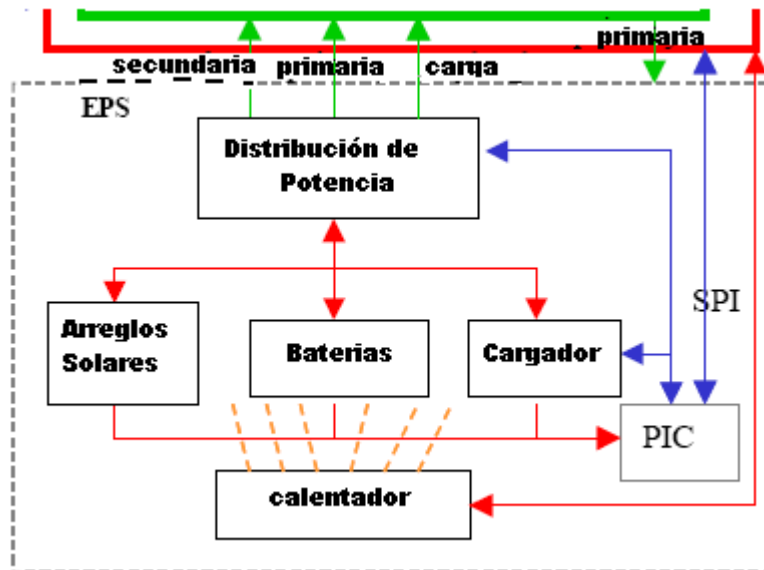 primaria
secundaria primaria carga
EPS
Distribución de
Potencia
SPI
Arreglos
Solares
Baterias
Cargador
PIC
calentador